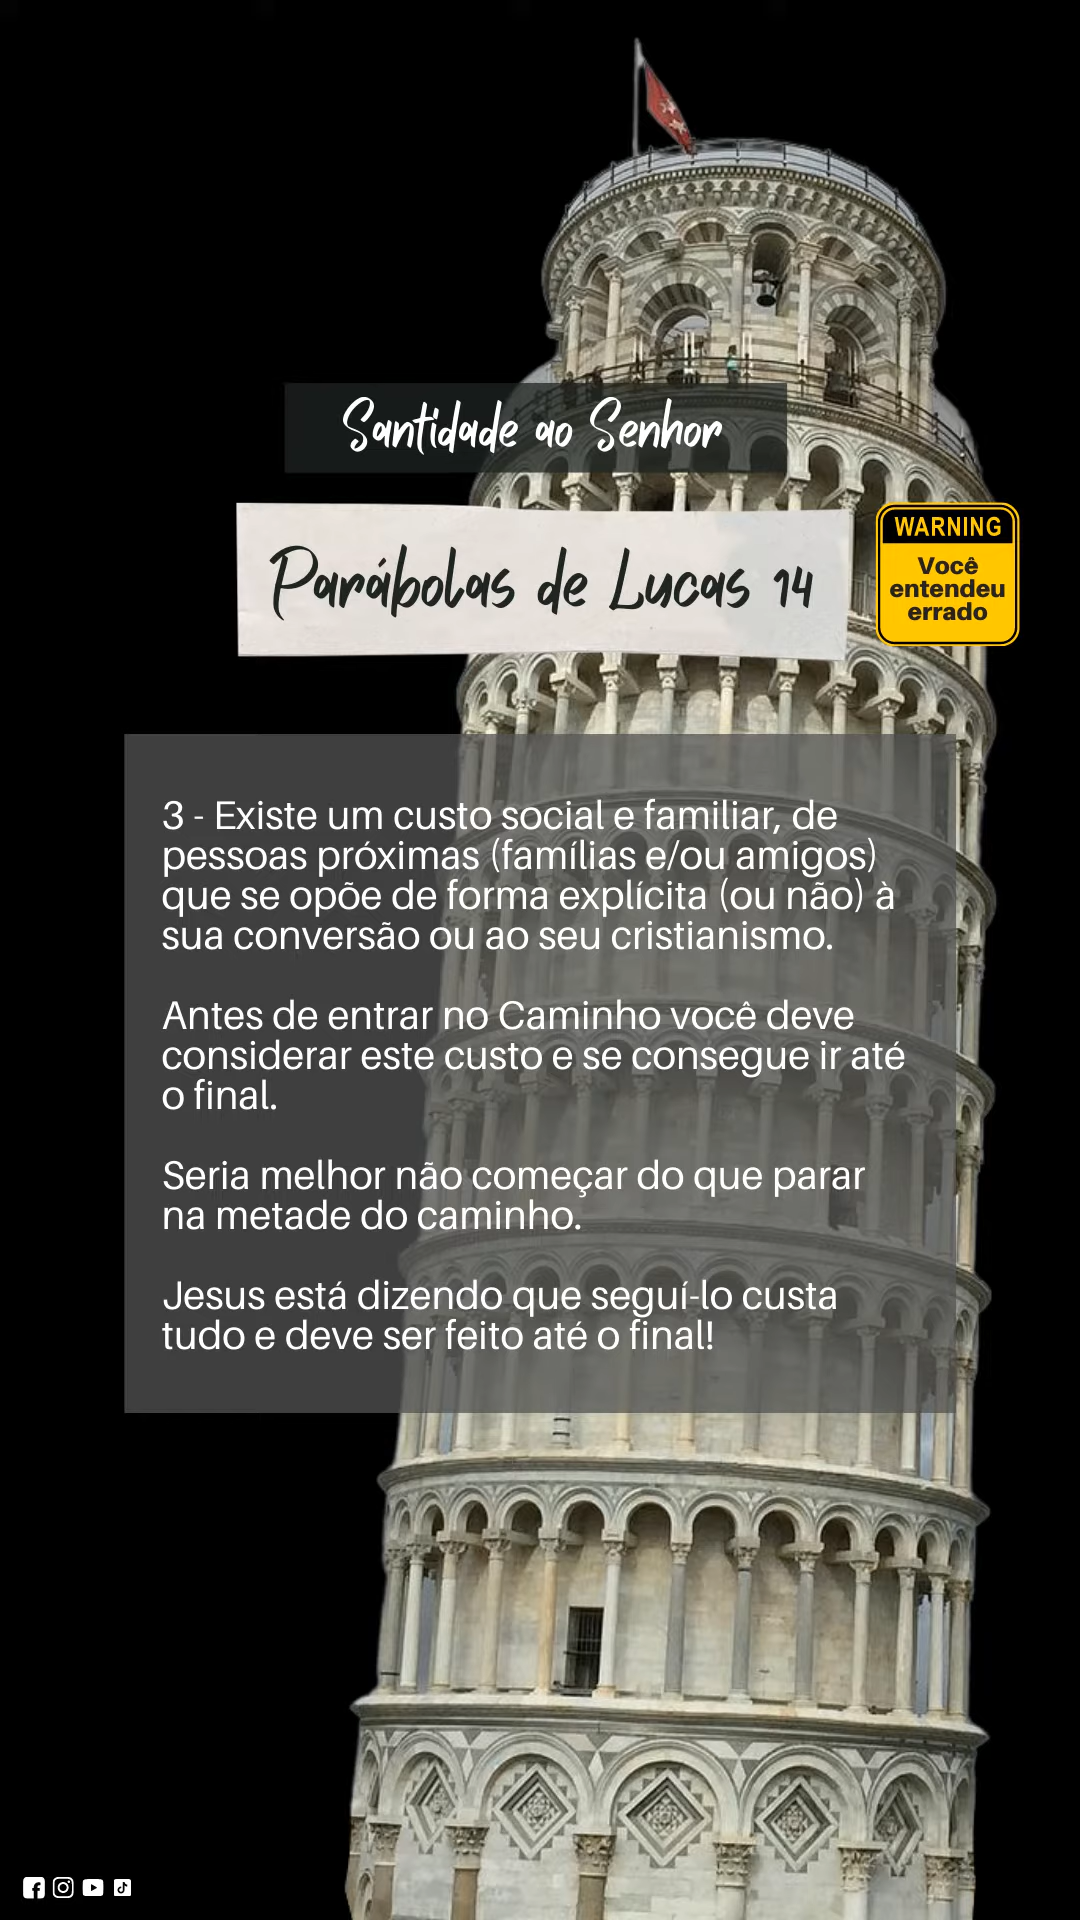 Santidade ao Senhor
Parábolas de Lucas 14
WARNING
Você
entendeu
errado
3 - Existe um custo social e familiar, de
pessoas próximas (famílias e/ou amigos)
que se opõe de forma explícita (ou não) à
sua conversão ou ao seu cristianismo.
Antes de entrar no Caminho você deve
considerar este custo e se consegue ir até
o final.
Seria melhor não começar do que parar
na metade do caminho.
Jesus está dizendo que seguí-lo custa
tudo e deve ser feito até o final!